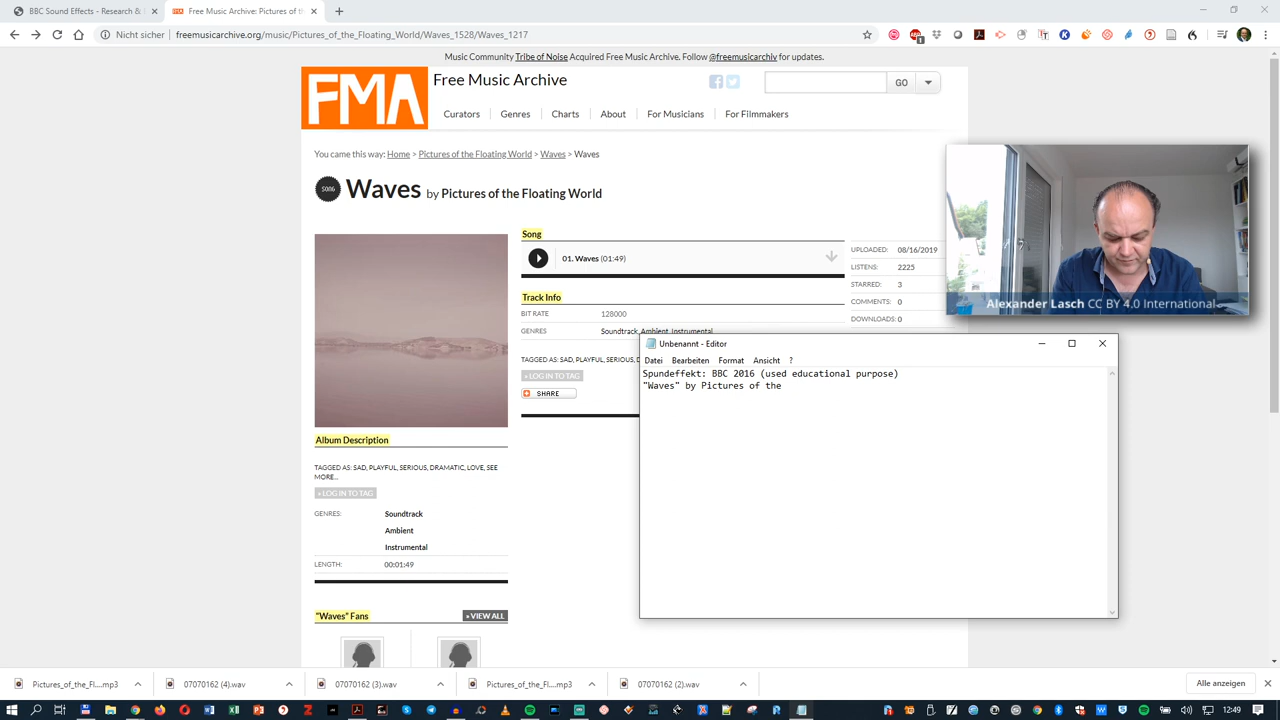 BBC Sound Effects - Research &
Free Music Archive: Pictures of th
Nicht sicher | freemusicarchive.org/music/Pictures_of_the_Floating_World/Waves_1528/Waves_1217
Music Community Tribe of Noise Acquired Free Music Archive. Follow @freemusicarchiv for updates.
FMA
Free Music Archive
GO
Curators
Genres
Charts
About
For Musicians
For Filmmakers
You came this way: Home > Pictures of the Floating World > Waves > Waves
SONG
Waves by Pictures of the Floating World
Song
01. Waves (01:49)
UPLOADED: 08/16/2019
LISTENS: 2225
STARRED: 3
COMMENTS: 0
DOWNLOADS: 0
Track Info
BIT RATE 128000
GENRES Soundtrack, Ambient, Instrumental
TAGGED AS: SAD, PLAYFUL, SERIOUS, D
» LOG IN TO TAG
SHARE
Alexander Lasch CC BY 4.0 International
Unbenannt - Editor
Datei Bearbeiten Format Ansicht ?
Spundeffekt: BBC 2016 (used educational purpose)
"Waves" by Pictures of the
Album Description
TAGGED AS: SAD, PLAYFUL, SERIOUS, DRAMATIC, LOVE, SEE
MORE...
» LOG IN TO TAG
GENRES: Soundtrack
Ambient
Instrumental
LENGTH: 00:01:49
"Waves" Fans
» VIEW ALL
Pictures_of_the_Fl....mp3
07070162 (4).wav
07070162 (3).wav
Pictures_of_the_Fl....mp3
07070162 (2).wav
Alle anzeigen
12:49